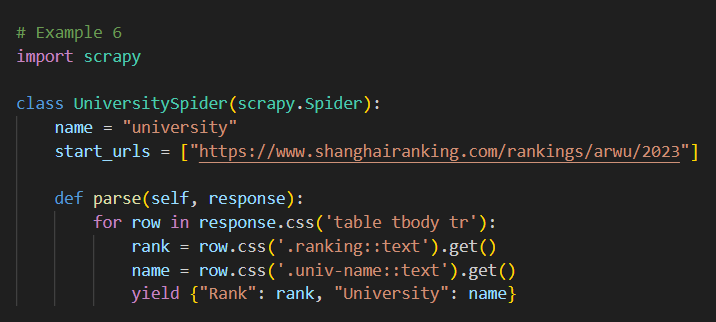 # Example 6
import scrapy

class UniversitySpider(scrapy.Spider):
    name = "university"
    start_urls = ["https://www.shanghairanking.com/rankings/arwu/2023"]

    def parse(self, response):
        for row in response.css('table tbody tr'):
            rank = row.css('.ranking::text').get()
            name = row.css('.univ-name::text').get()
            yield {"Rank": rank, "University": name}